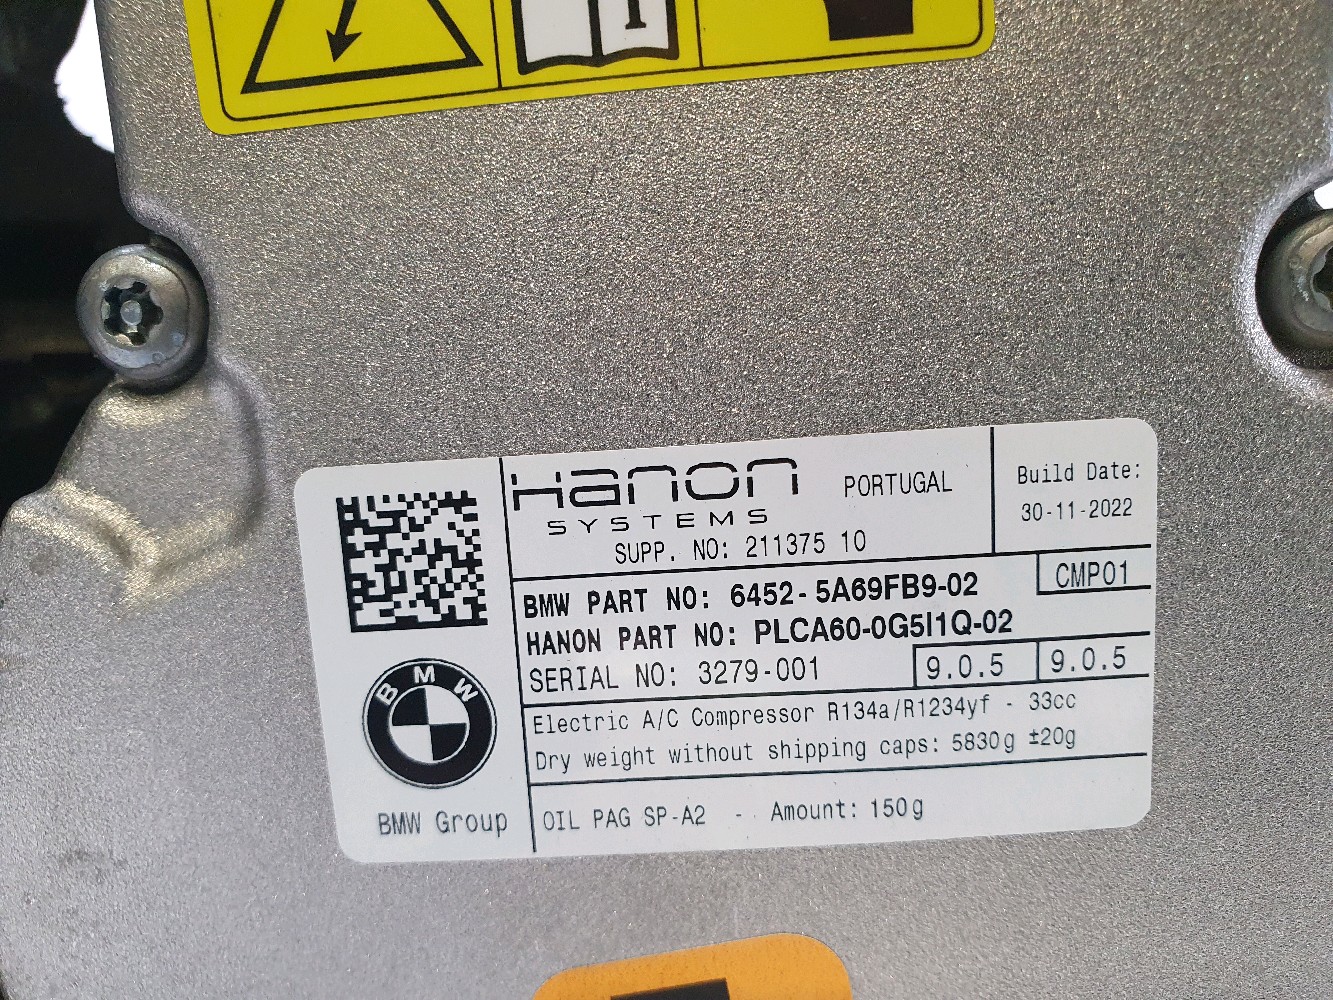 Hanon
SYSTEMS
PORTUGAL
SUPP. NO: 211375 10
Build Date:
30-11-2022
BMW PART NO: 6452-5A69FB9-02
CMP01
HANON PART NO: PLCA60-0G5I1Q-02
SERIAL NO: 3279-001
9.0.5
9.0.5
Electric A/C Compressor R134a/R1234yf - 33cc
Dry weight without shipping caps: 5830g ±20g
OIL PAG SP-A2 - Amount: 150g
BMW
BMW Group